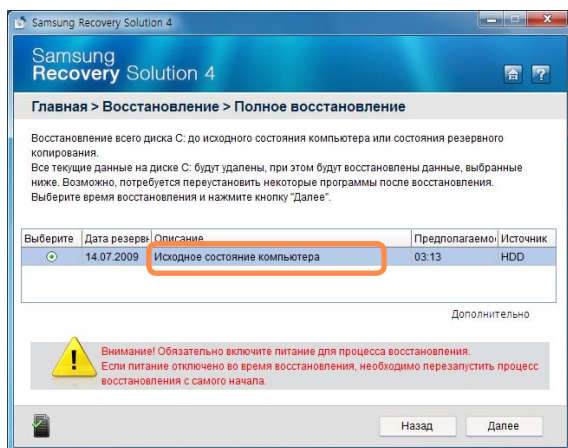 Samsung Recovery Solution 4
Samsung
Recovery Solution 4
Главная > Восстановление > Полное восстановление
Восстановление всего диска C: до исходного состояния компьютера или состояния резервного
копирования.
Все текущие данные на диске C: будут удалены, при этом будут восстановлены данные, выбранные
ниже. Возможно, потребуется переустановить некоторые программы после восстановления.
Выберите время восстановления и нажмите кнопку "Далее".
Выберите Дата резерв Описание Предполагаемо Источник
14.07.2009 Исходное состояние компьютера 03:13 HDD
Дополнительно
Внимание! Обязательно включите питание для процесса восстановления.
Если питание отключено во время восстановления, необходимо перезапустить процесс
восстановления с самого начала.
Назад Далее